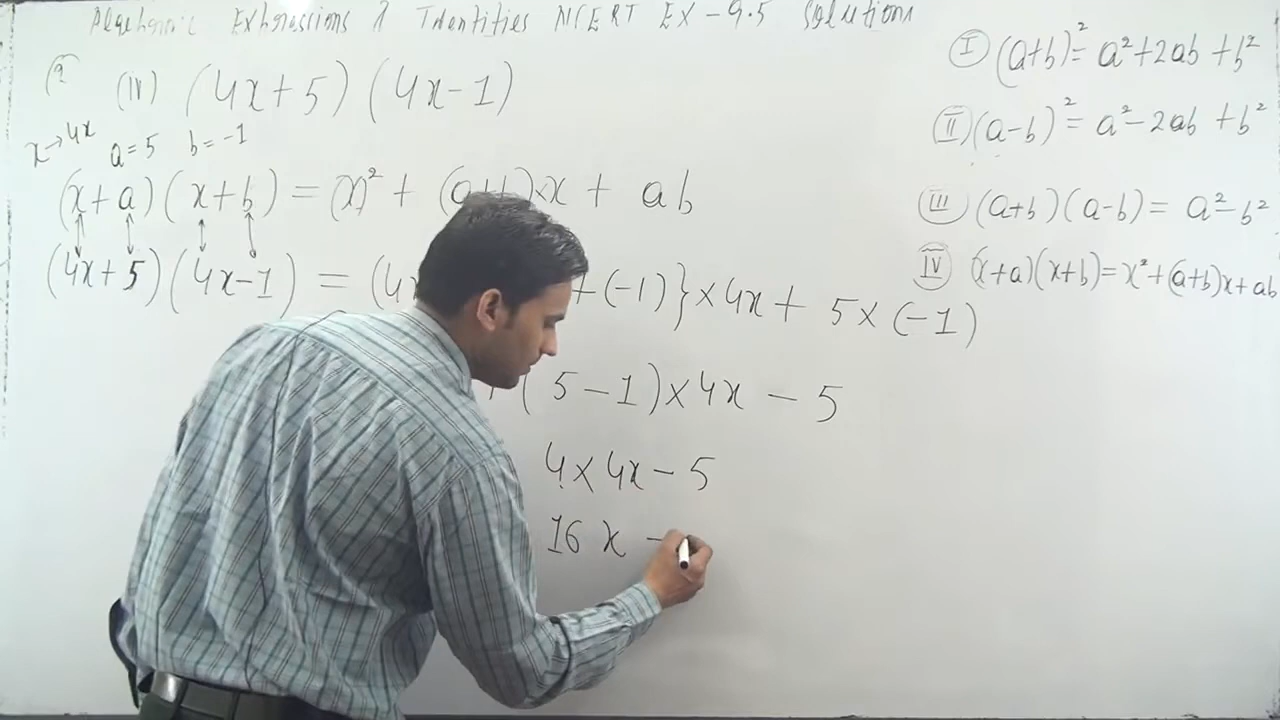 Algebraic Expressions & Identities NCERT EX-9.5 Solutions
(iv) (4x+5) (4x-1)
x→4x a=5 b=-1
(x+a)(x+b) = (x)² + (a+b)·x + ab
(4x+5)(4x-1) = (4x +(-1)}×4x + 5×(-1)
(5-1)×4x - 5
4×4x-5
16x -
I (a+b)² = a²+2ab+b²
II (a-b)² = a²-2ab+b²
III (a+b)(a-b) = a²-b²
IV (x+a)(x+b)=x²+(a+b)x+ab